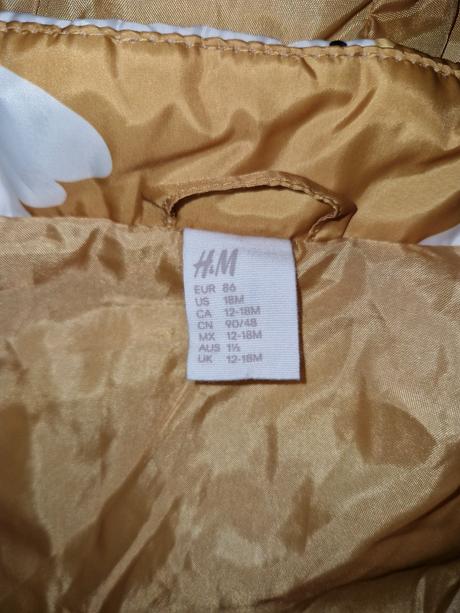 H&M
EUR 86
US 18M
CA 12-18M
CN 90/48
MX 12-18M
AUS 1½
UK 12-18M